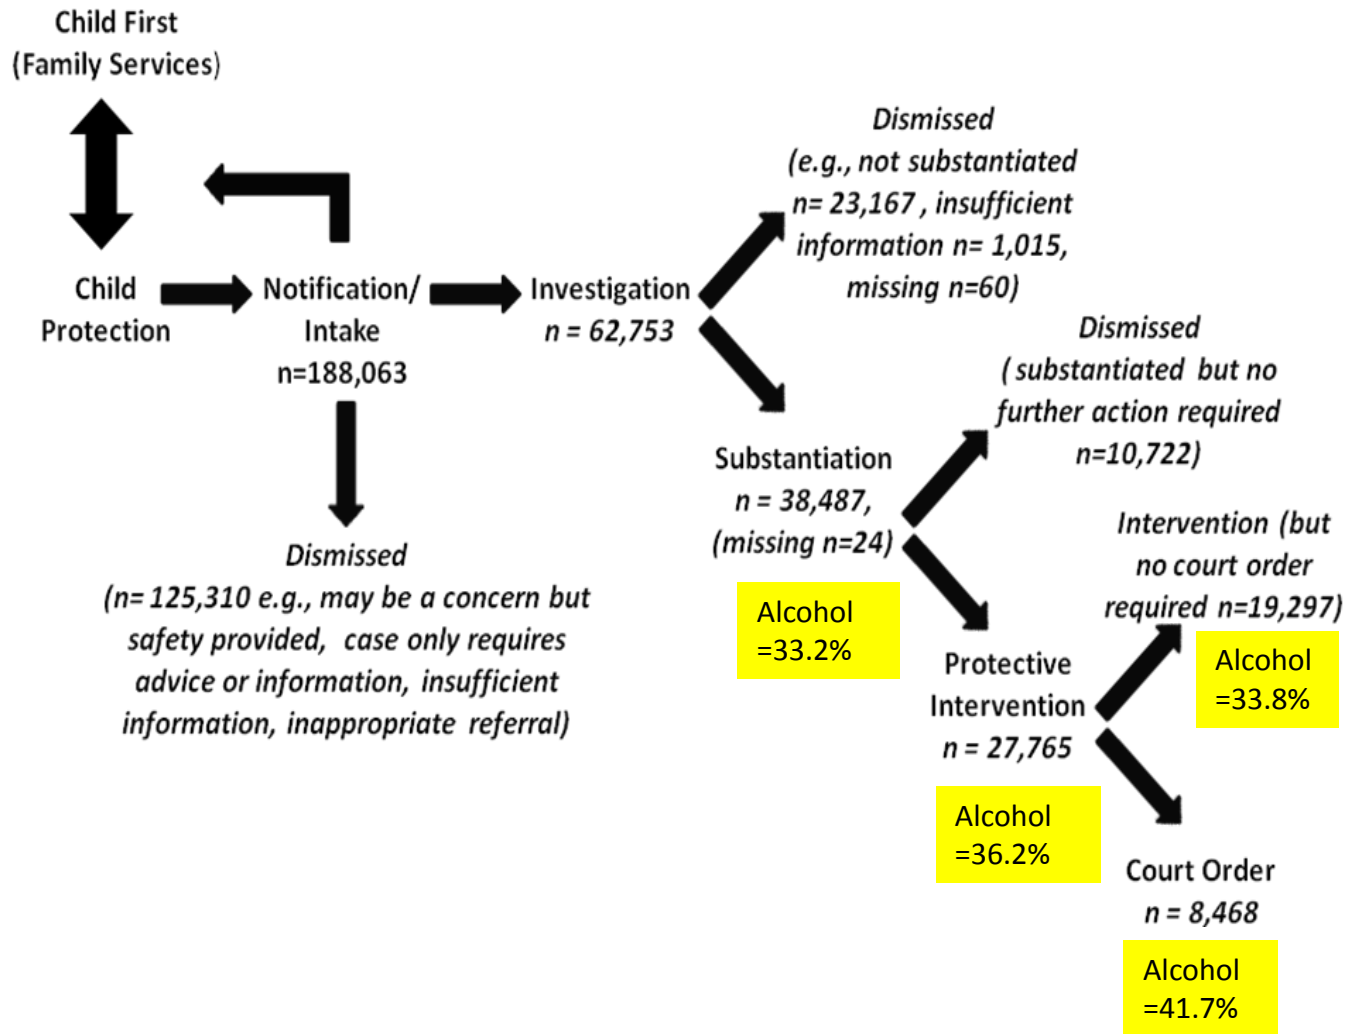 Child First
(Family Services)
Child
Protection
Notification/
Intake
n=188,063
Dismissed
(n= 125,310 e.g., may be a concern but
safety provided,  case only requires
advice or information, insufficient
information, inappropriate referral)
Investigation
n = 62,753
Dismissed
(e.g., not substantiated
n= 23,167 , insufficient
information n= 1,015,
missing n=60)
Substantiation
n = 38,487,
(missing n=24)
Alcohol
=33.2%
Dismissed
( substantiated  but no
further action required
n=10,722)
Protective
Intervention
n = 27,765
Alcohol
=36.2%
Intervention (but
no court order
required n=19,297)
Alcohol
=33.8%
Court Order
n = 8,468
Alcohol
=41.7%